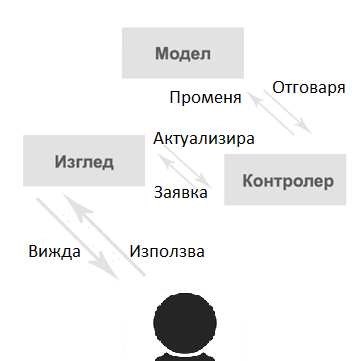 Модел
Отговаря
Променя
Актуализира
Изглед
Контролер
Заявка
Вижда
Използва